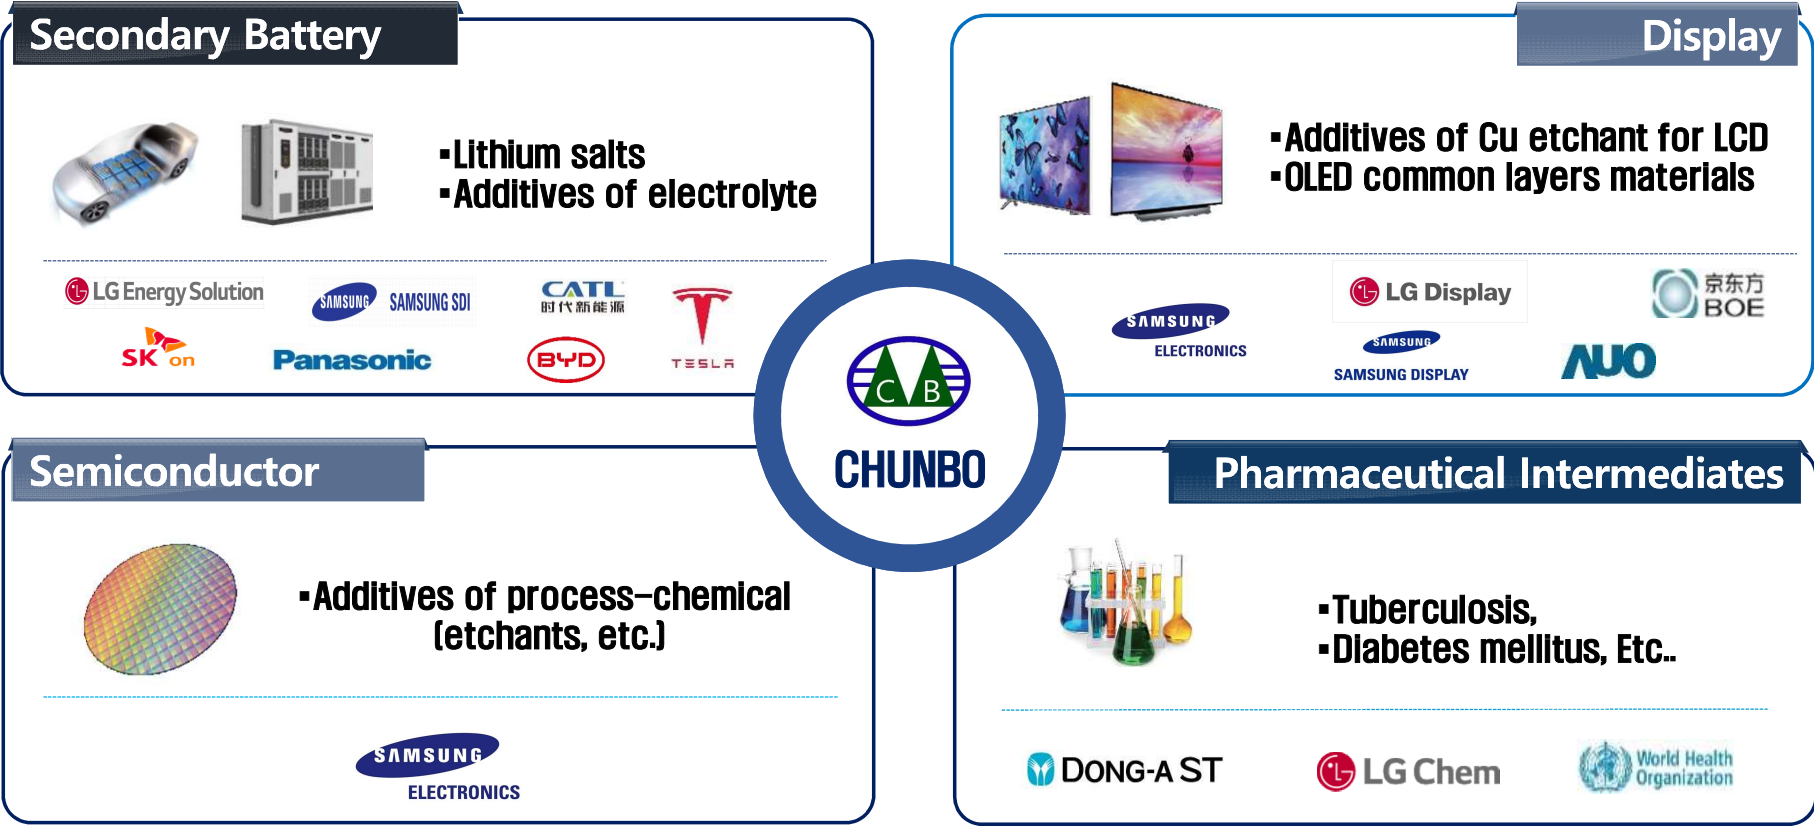 Secondary Battery
▪Lithium salts
▪Additives of electrolyte
LG Energy Solution
SAMSUNG SAMSUNG SDI
CATL
时代新能源
TESLA
SK on
Panasonic
BYD
Display
▪Additives of Cu etchant for LCD
▪OLED common layers materials
SAMSUNG
ELECTRONICS
LG Display
京东方
BOE
SAMSUNG
SAMSUNG DISPLAY
AUO
C B
CHUNBO
Semiconductor
▪Additives of process-chemical
(etchants, etc.)
SAMSUNG
ELECTRONICS
Pharmaceutical Intermediates
▪Tuberculosis,
▪Diabetes mellitus, Etc..
DONG-A ST
LG Chem
World Health
Organization